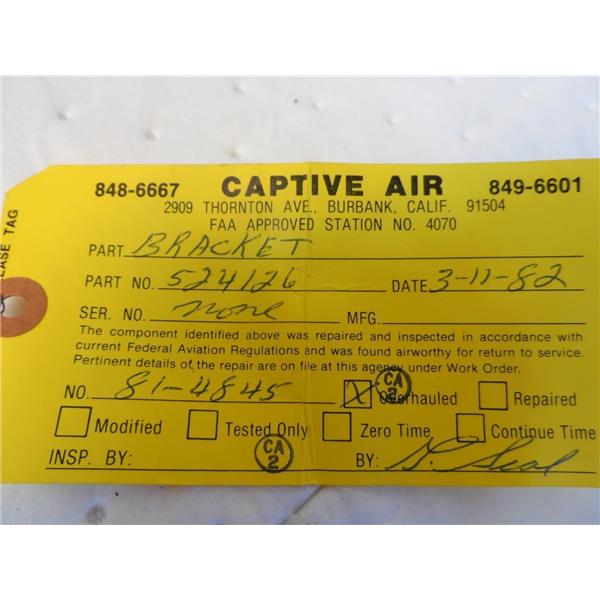 848-6667 CAPTIVE AIR 849-6601
2909 THORNTON AVE., BURBANK, CALIF. 91504
FAA APPROVED STATION NO. 4070
PART BRACKET
PART NO. 524126 DATE 3-11-82
SER. NO. none MFG.
The component identified above was repaired and inspected in accordance with
current Federal Aviation Regulations and was found airworthy for return to service.
Pertinent details of the repair are on file at this agency under Work Order.
NO. 81-4845 X Overhauled Repaired
CA 2
Modified Tested Only Zero Time Continue Time
INSP. BY: CA 2 BY:
EASE TAG